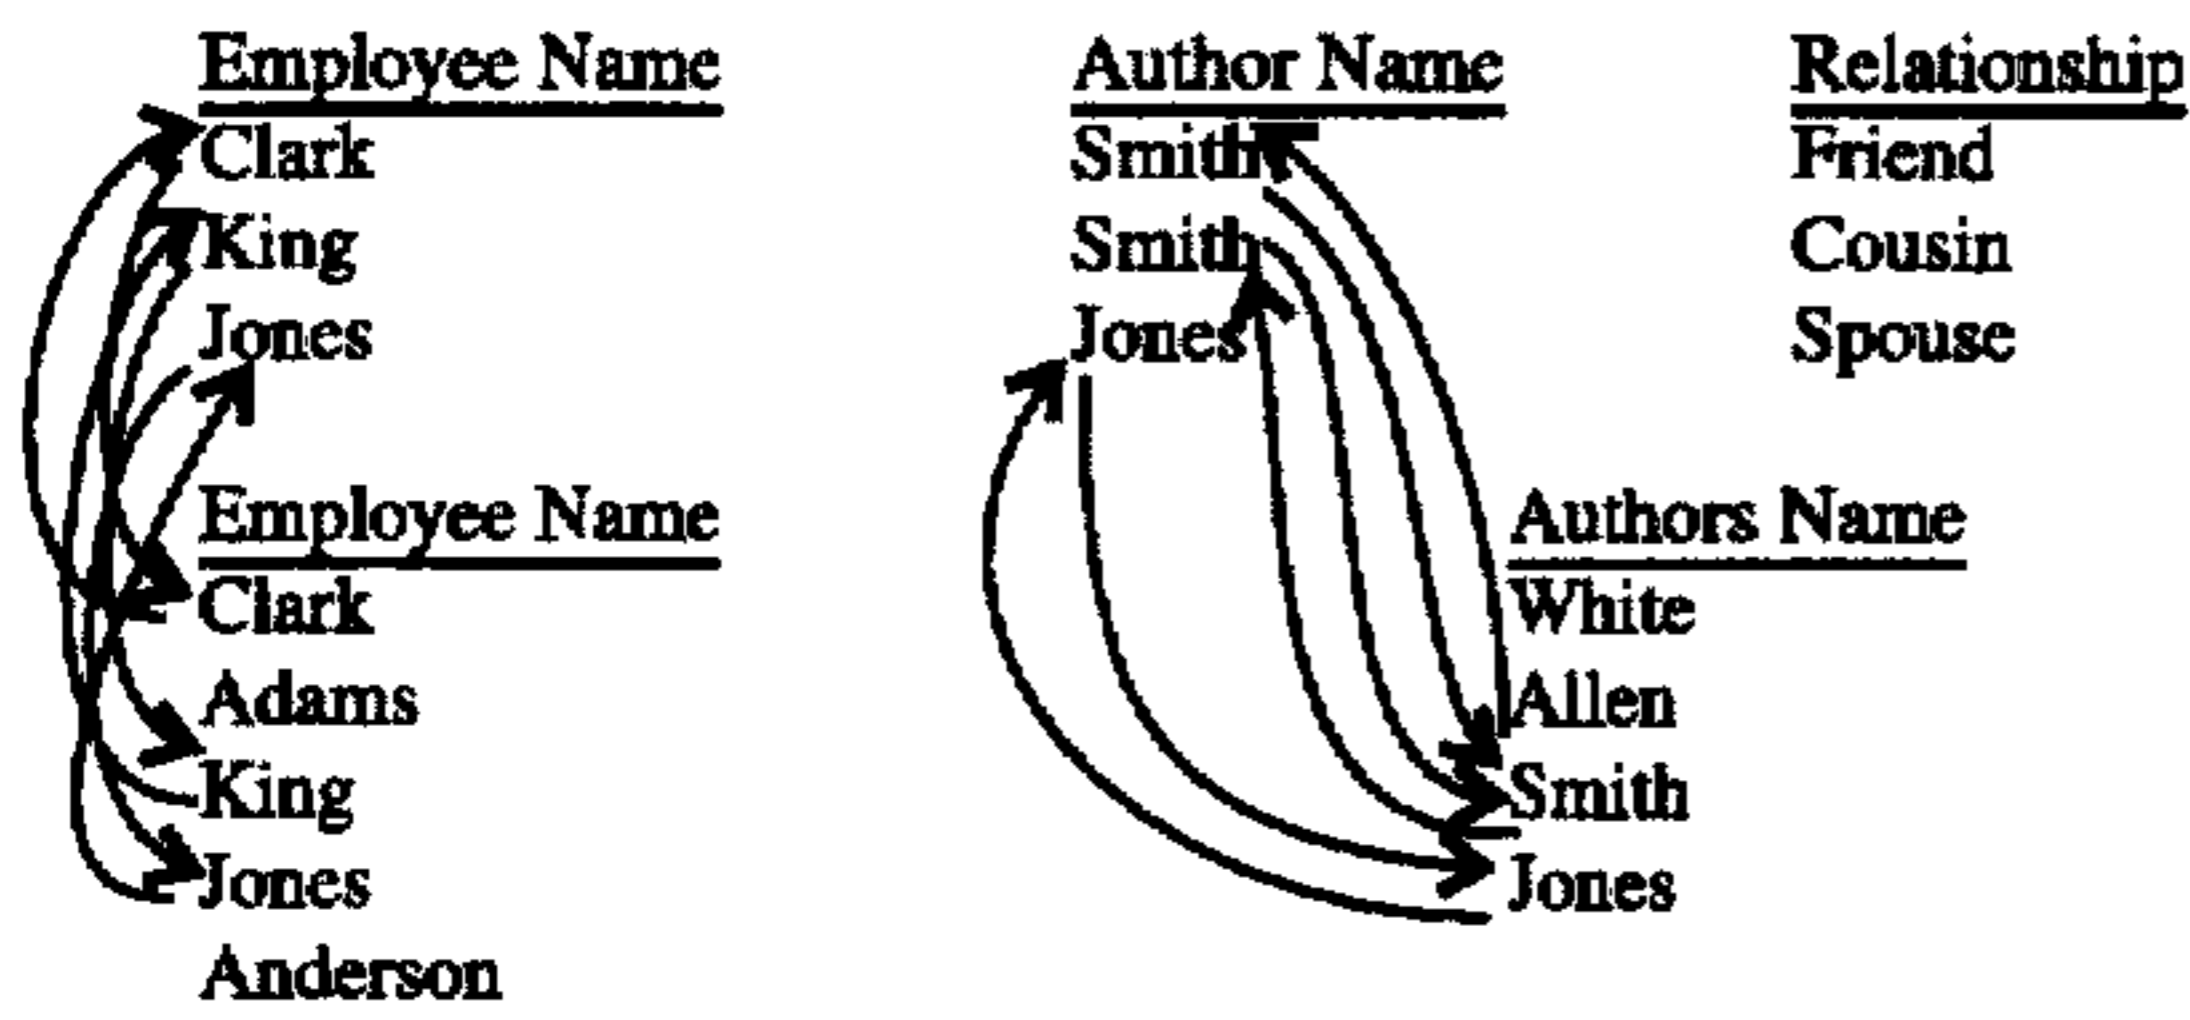 Employee Name Author Name Relationship
Clark Smith Friend
King Smith Cousin
Jones Jones Spouse
Employee Name Authors Name
Clark White
Adams Allen
King Smith
Jones Jones
Anderson